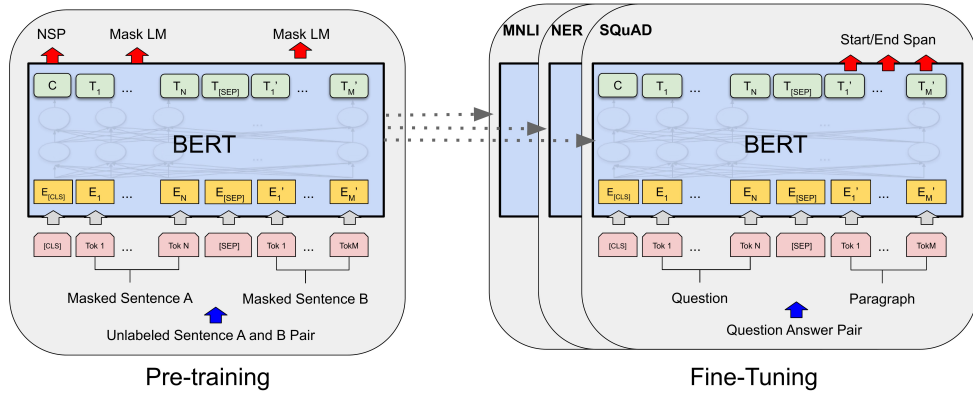 NSP Mask LM Mask LM
C T1 ... TN T[SEP] T1' ... TM'
...
BERT
...
E[CLS] E1 ... EN E[SEP] E1' ... EM'
[CLS] Tok 1 ... Tok N [SEP] Tok 1 ... TokM
Masked Sentence A Masked Sentence B
Unlabeled Sentence A and B Pair
Pre-training
MNLI NER SQuAD
Start/End Span
C T1 ... TN T[SEP] T1' ... TM'
...
BERT
...
E[CLS] E1 ... EN E[SEP] E1' ... EM'
[CLS] Tok 1 ... Tok N [SEP] Tok 1 ... TokM
Question Paragraph
Question Answer Pair
Fine-Tuning